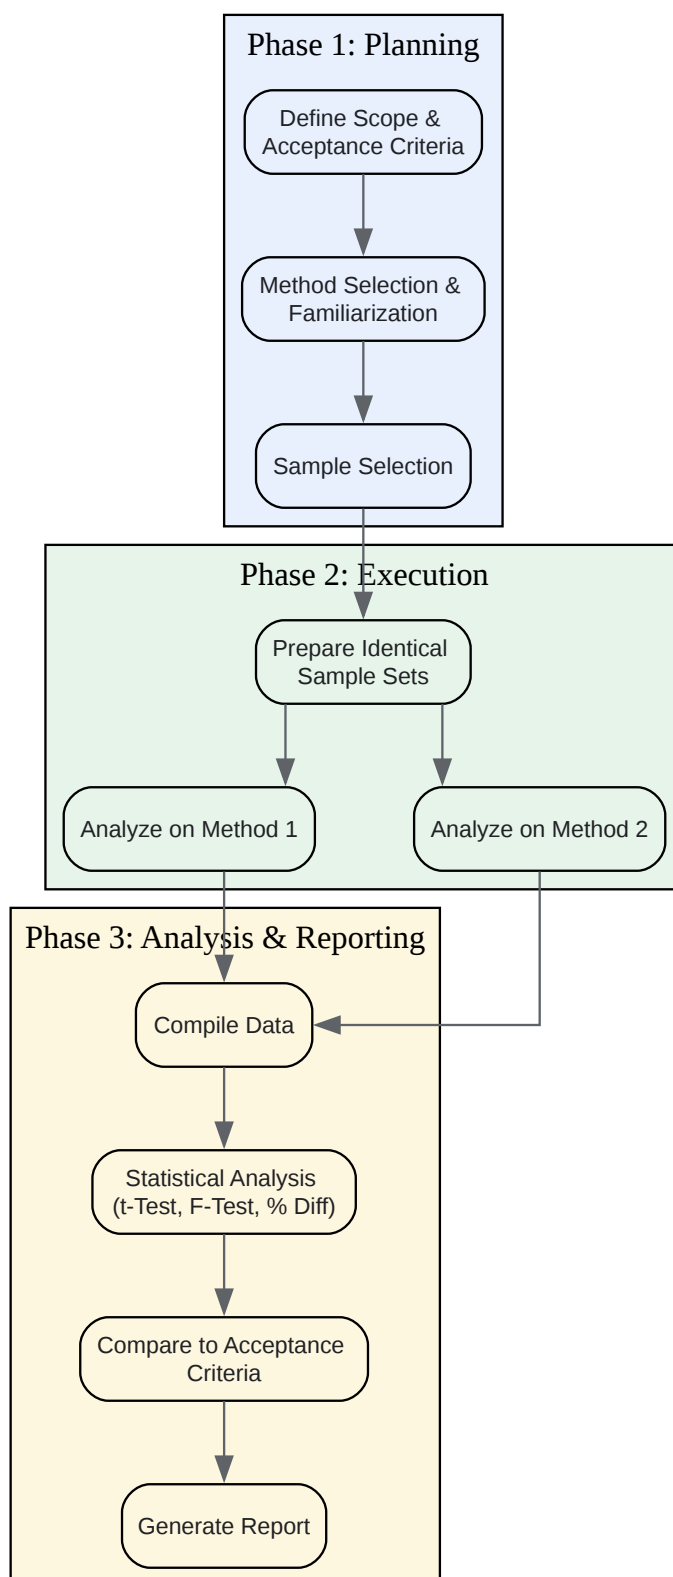 Phase 1: Planning
Define Scope &
Acceptance Criteria
Method Selection &
Familiarization
Sample Selection
Phase 2: Execution
Prepare Identical
Sample Sets
Analyze on Method 1
Analyze on Method 2
Phase 3: Analysis & Reporting
Compile Data
Statistical Analysis
(t-Test, F-Test, % Diff)
Compare to Acceptance
Criteria
Generate Report